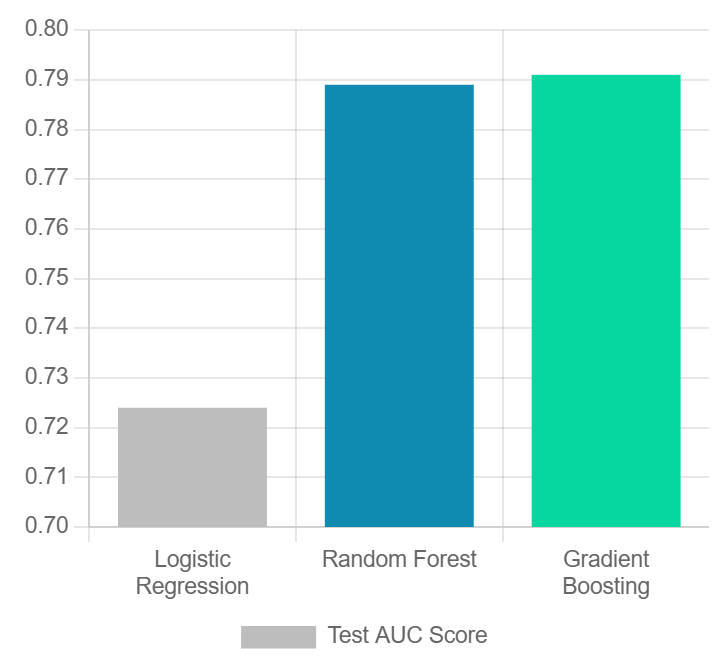 0.80
0.79
0.78
0.77
0.76
0.75
0.74
0.73
0.72
0.71
0.70
Logistic
Regression
Random Forest
Gradient
Boosting
Test AUC Score